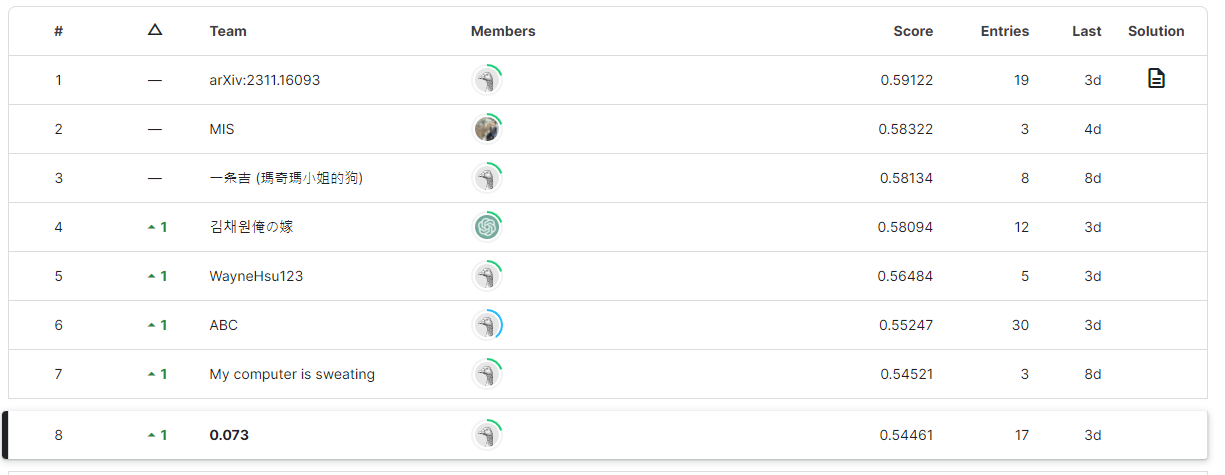 # Team Members Score Entries Last Solution
1 — arXiv:2311.16093 0.59122 19 3d
2 — MIS 0.58322 3 4d
3 — 一条吉 (瑪奇瑪小姐的狗) 0.58134 8 8d
4 1 김채원俺の嫁 0.58094 12 3d
5 1 WayneHsu123 0.56484 5 3d
6 1 ABC 0.55247 30 3d
7 1 My computer is sweating 0.54521 3 8d
8 1 0.073 0.54461 17 3d